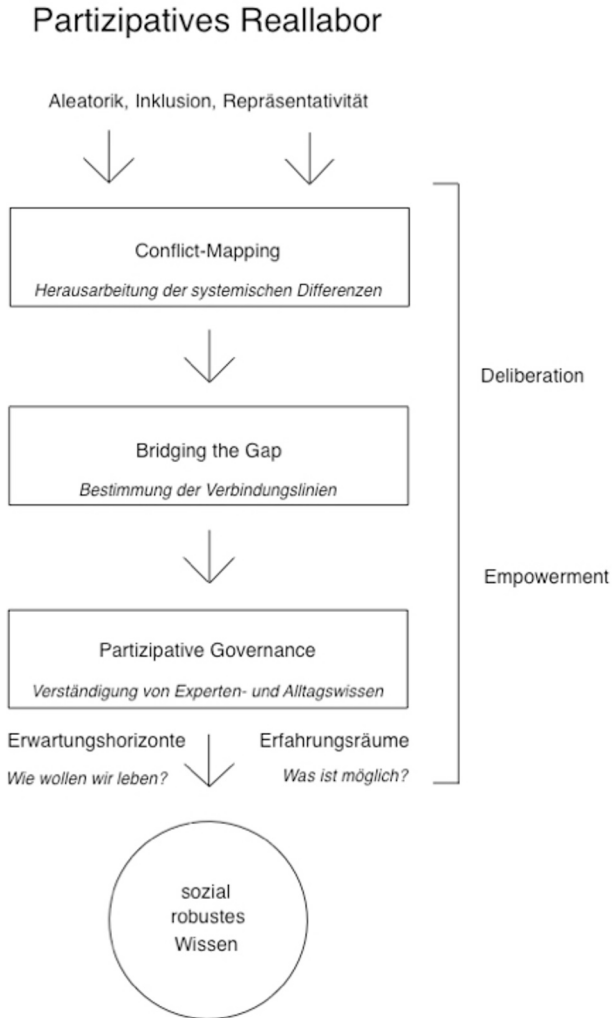 Partizipatives Reallabor
Aleatorik, Inklusion, Repräsentativität
Conflict-Mapping
Herausarbeitung der systemischen Differenzen
Deliberation
Bridging the Gap
Bestimmung der Verbindungslinien
Empowerment
Partizipative Governance
Verständigung von Experten- und Alltagswissen
Erwartungshorizonte
Wie wollen wir leben?
Erfahrungsräume
Was ist möglich?
sozial
robustes
Wissen